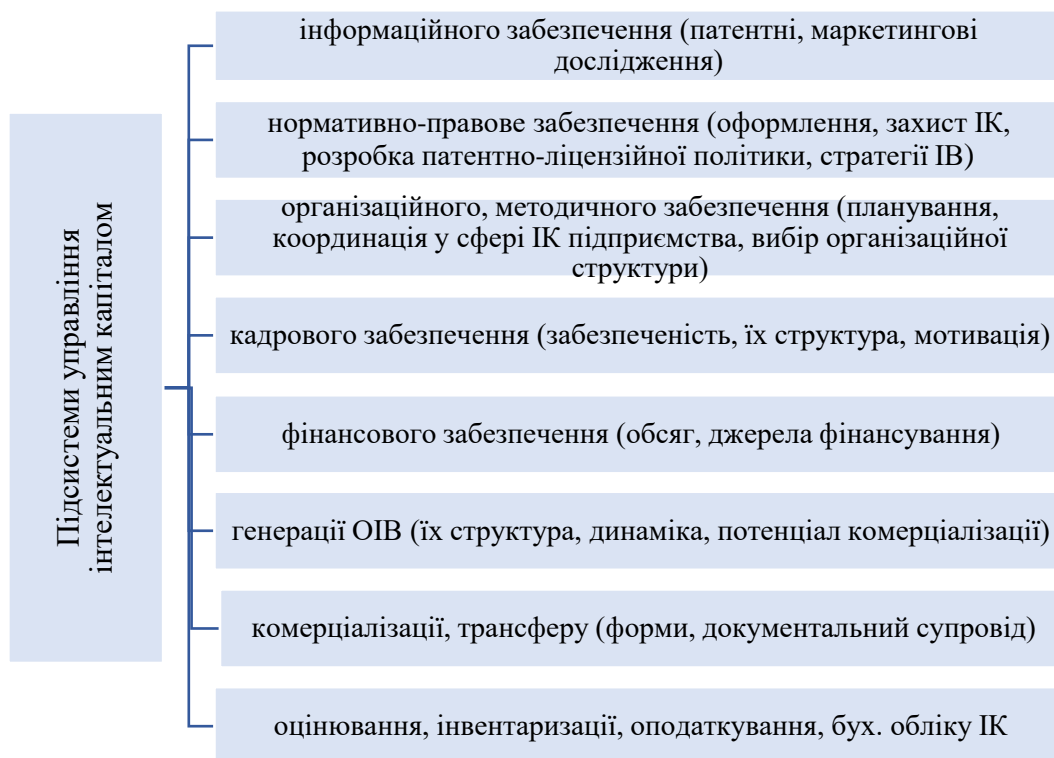 Підсистеми управління
інтелектуальним капіталом
інформаційного забезпечення (патентні, маркетингові
дослідження)
нормативно-правове забезпечення (оформлення, захист ІК,
розробка патентно-ліцензійної політики, стратегії ІВ)
організаційного, методичного забезпечення (планування,
координація у сфері ІК підприємства, вибір організаційної
структури)
кадрового забезпечення (забезпеченість, їх структура, мотивація)
фінансового забезпечення (обсяг, джерела фінансування)
генерації ОІВ (їх структура, динаміка, потенціал комерціалізації)
комерціалізації, трансферу (форми, документальний супровід)
оцінювання, інвентаризації, оподаткування, бух. обліку ІК